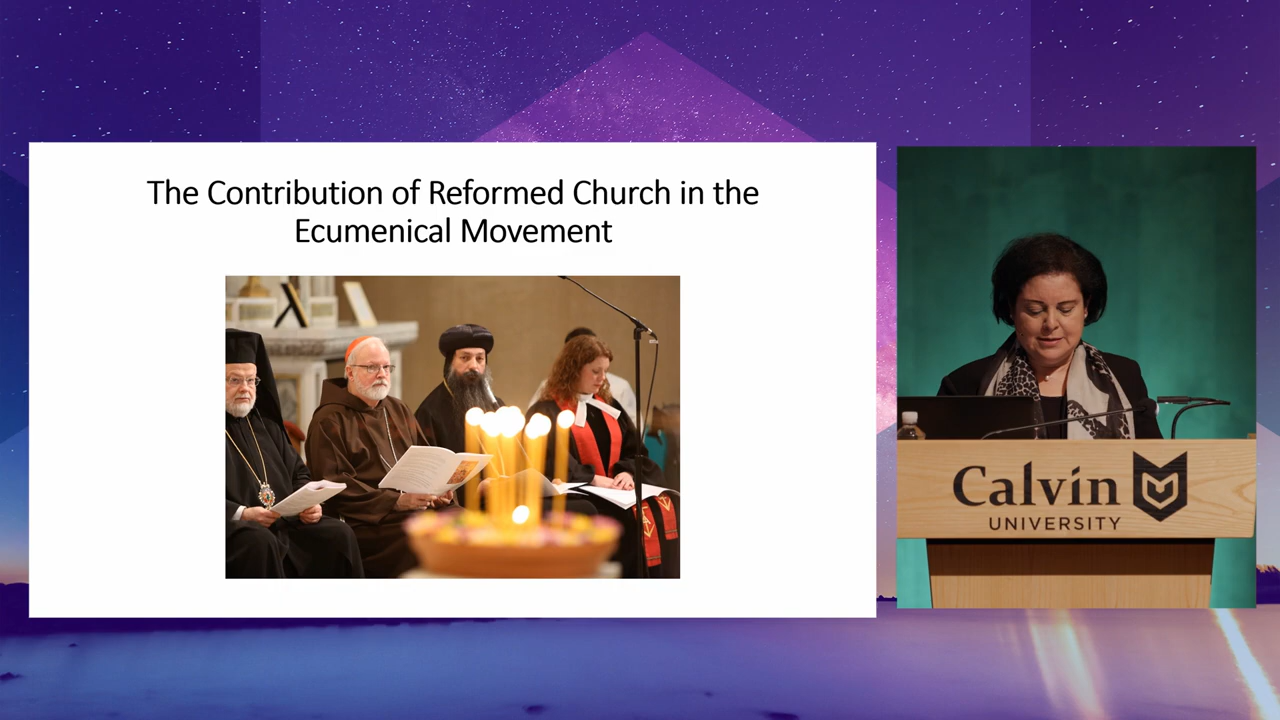 The Contribution of Reformed Church in the
Ecumenical Movement
Calvin
UNIVERSITY